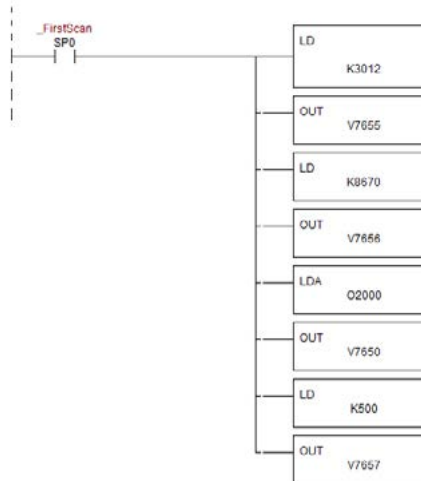 _FirstScan
SP0
LD
K3012
OUT
V7655
LD
K8670
OUT
V7656
LDA
O2000
OUT
V7650
LD
K500
OUT
V7657